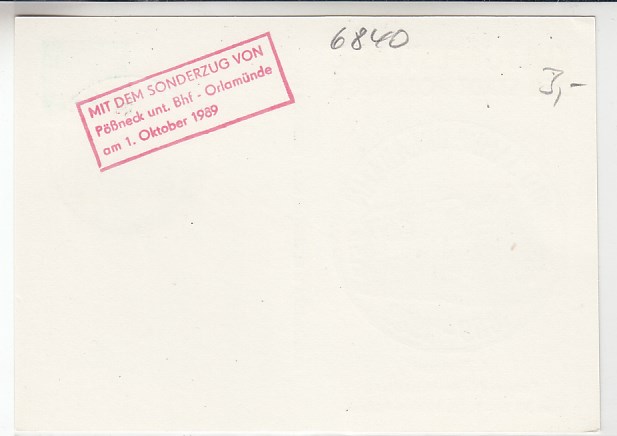 6840
3,-
MIT DEM SONDERZUG VON
Pößneck unt. Bhf - Orlamünde
am 1. Oktober 1989